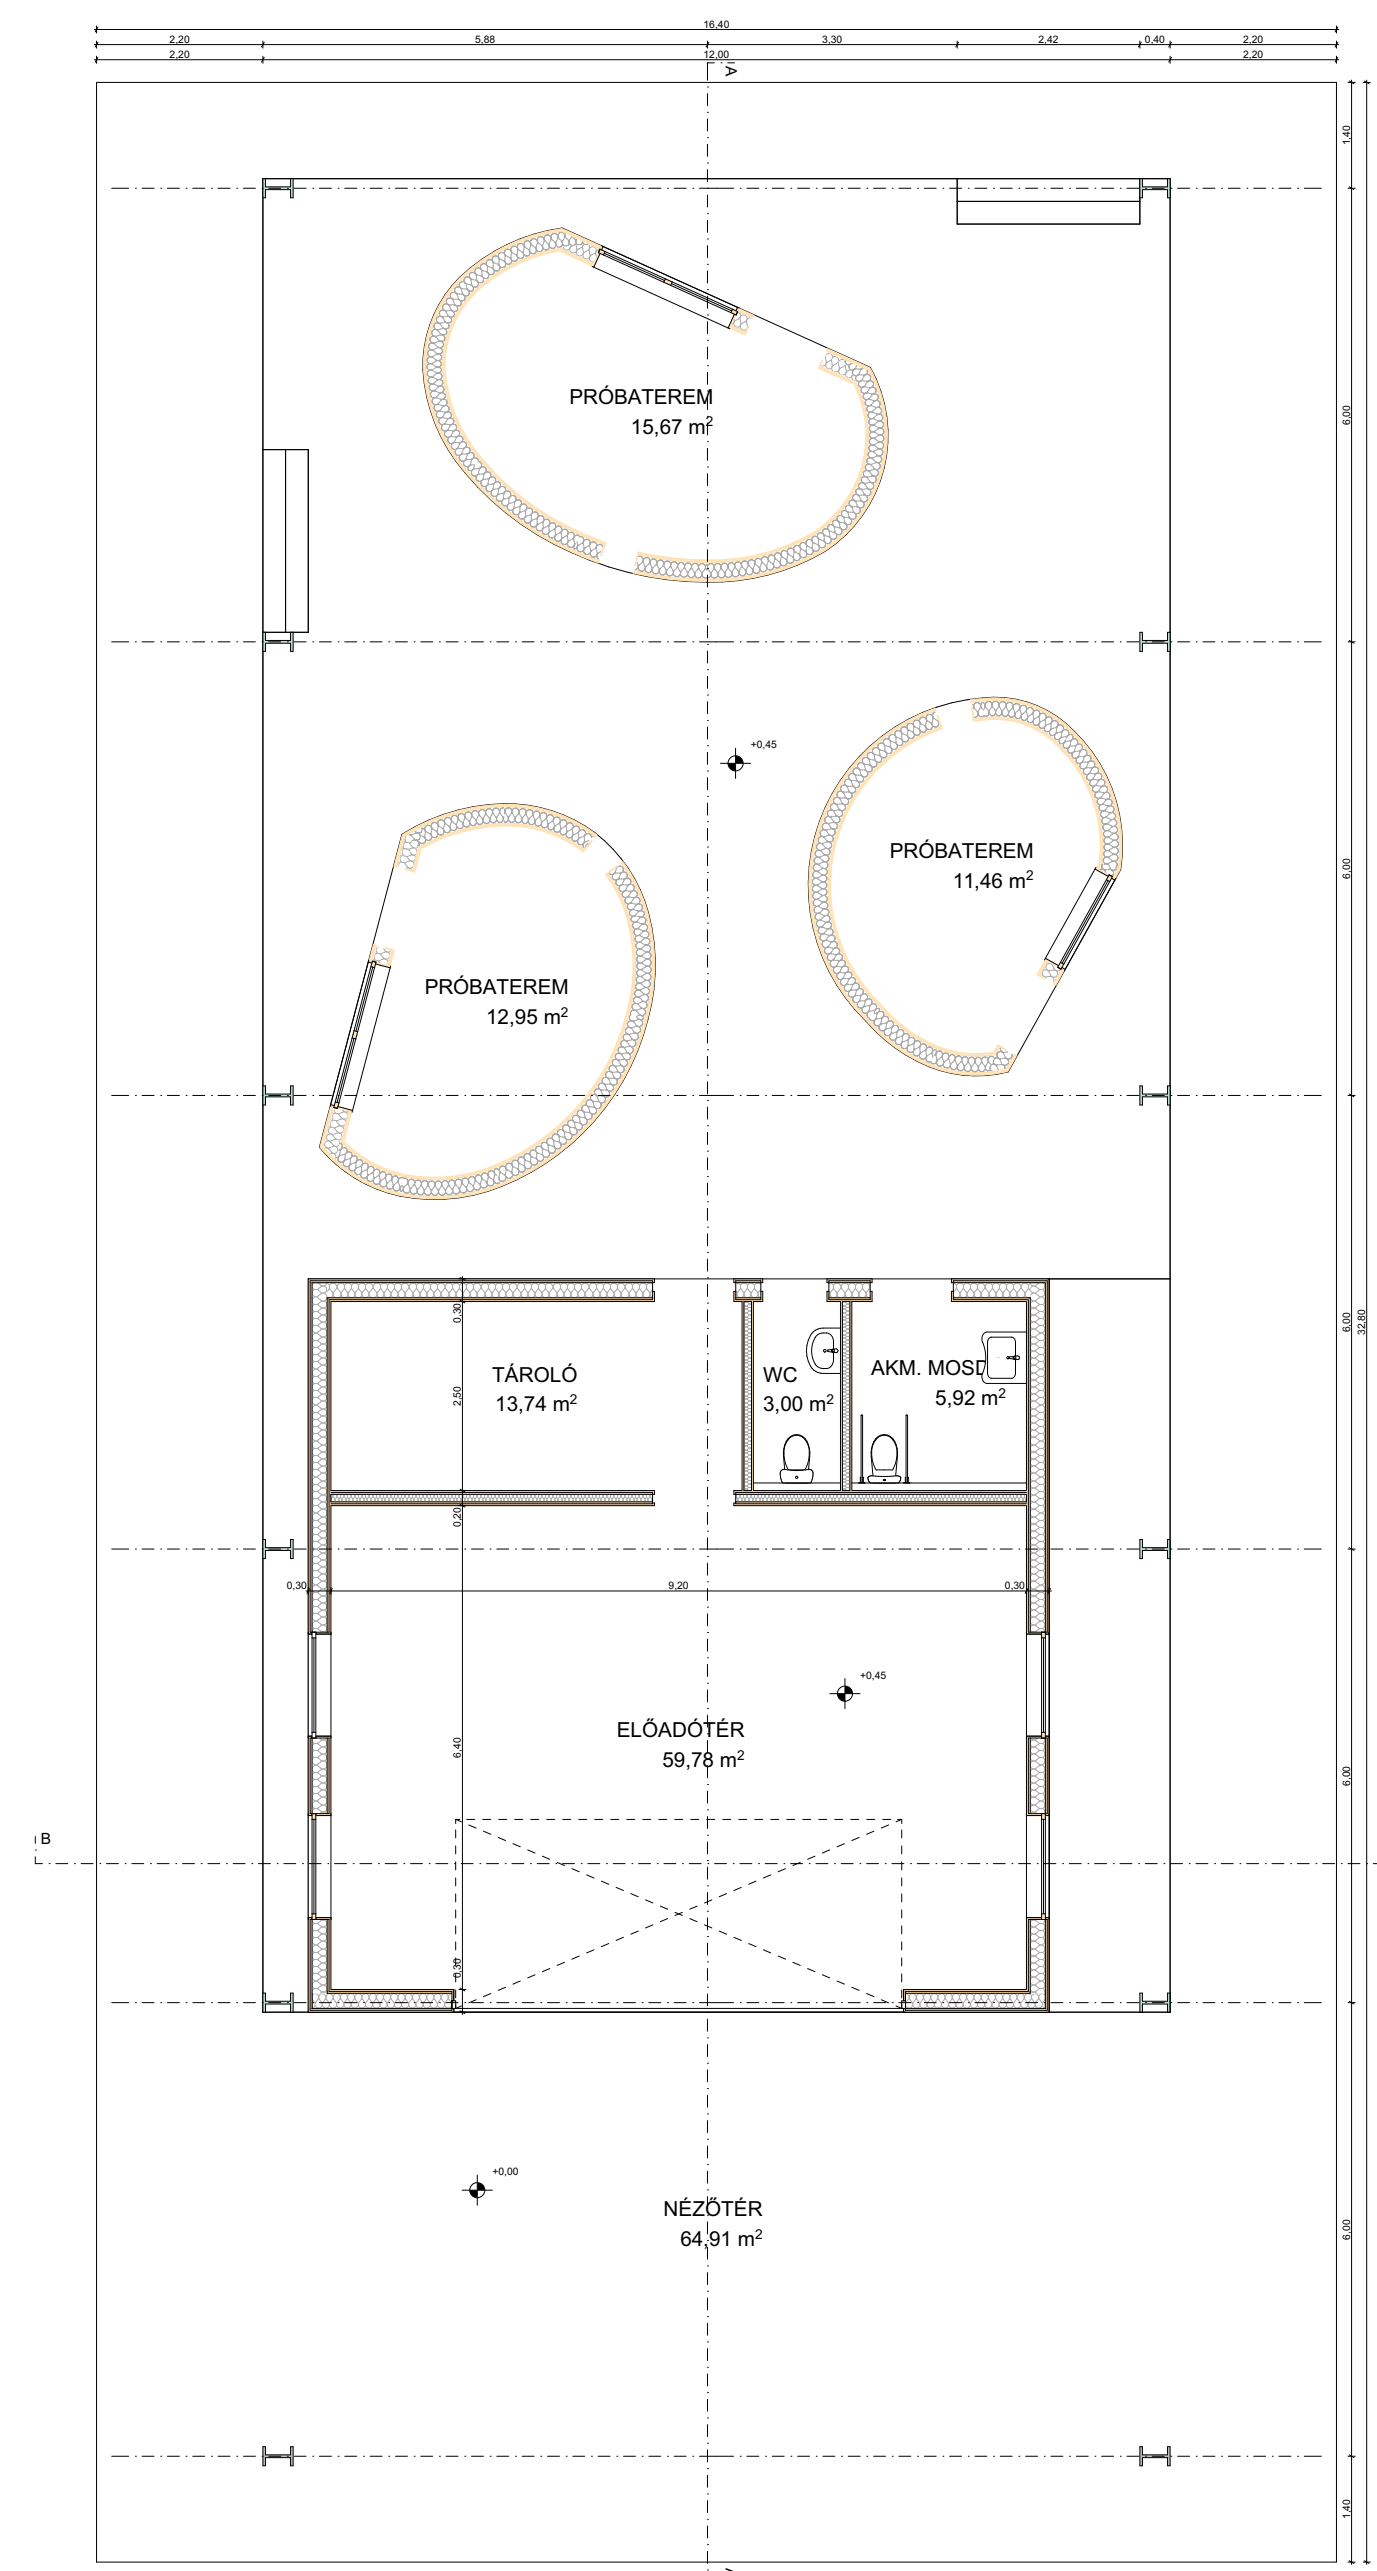 16,40
2,20 5,88 3,30 2,42 0,40 2,20
2,20 12,00 2,20
A
1,40
PRÓBATEREM
15,67 m²
6,00
+0,45
PRÓBATEREM
11,46 m²
6,00
PRÓBATEREM
12,95 m²
0,30
6,00
32,80
TÁROLÓ
13,74 m²
2,50
WC
3,00 m²
AKM. MOSD
5,92 m²
0,20
0,30 9,20 0,30
+0,45
ELŐADÓTÉR
59,78 m²
6,40
6,00
B
0,30
+0,00
NÉZŐTÉR
64,91 m²
6,00
1,40